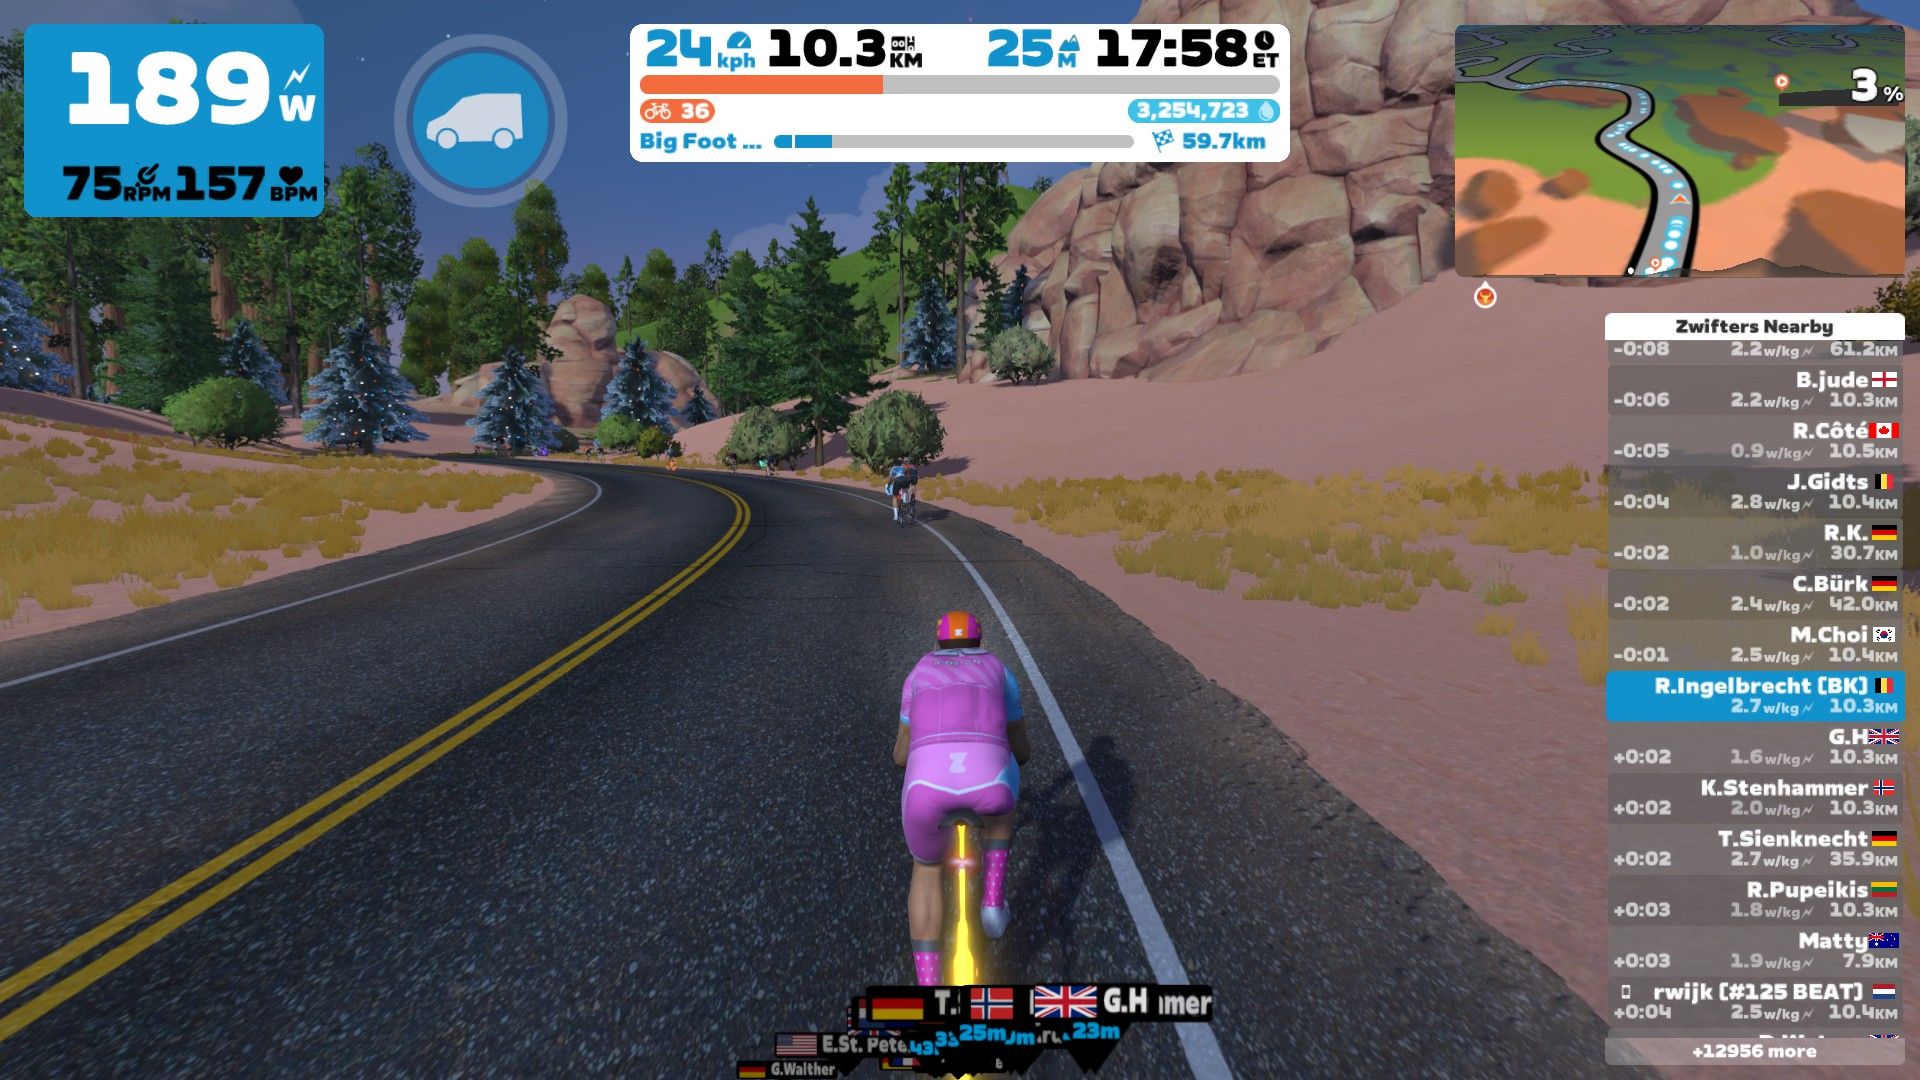 189 W
75 RPM 157 BPM
24 kph 10.3 KM 25 M 17:58 ET
36 3,254,723
Big Foot ... 59.7km
3 %
Zwifters Nearby
-0:08 2.2w/kg 61.2KM
B.jude
-0:06 2.2w/kg 10.3KM
R.Côté
-0:05 0.9w/kg 10.5KM
J.Gidts
-0:04 2.8w/kg 10.4KM
R.K.
-0:02 1.0w/kg 30.7KM
C.Bürk
-0:02 2.4w/kg 42.0KM
M.Choi
-0:01 2.5w/kg 10.4KM
R.Ingelbrecht (BK)
2.7w/kg 10.3KM
G.H
+0:02 1.6w/kg 10.3KM
K.Stenhammer
+0:02 2.0w/kg 10.3KM
T.Sienknecht
+0:02 2.7w/kg 35.9KM
R.Pupeikis
+0:03 1.8w/kg 10.3KM
Matty
+0:03 1.9w/kg 7.9KM
rwijk (#125 BEAT)
+0:04 2.5w/kg 10.4KM
+12956 more
RIDE ON
Z
T. G.H mer
E.St. Pete 25m 23m
G.Walther